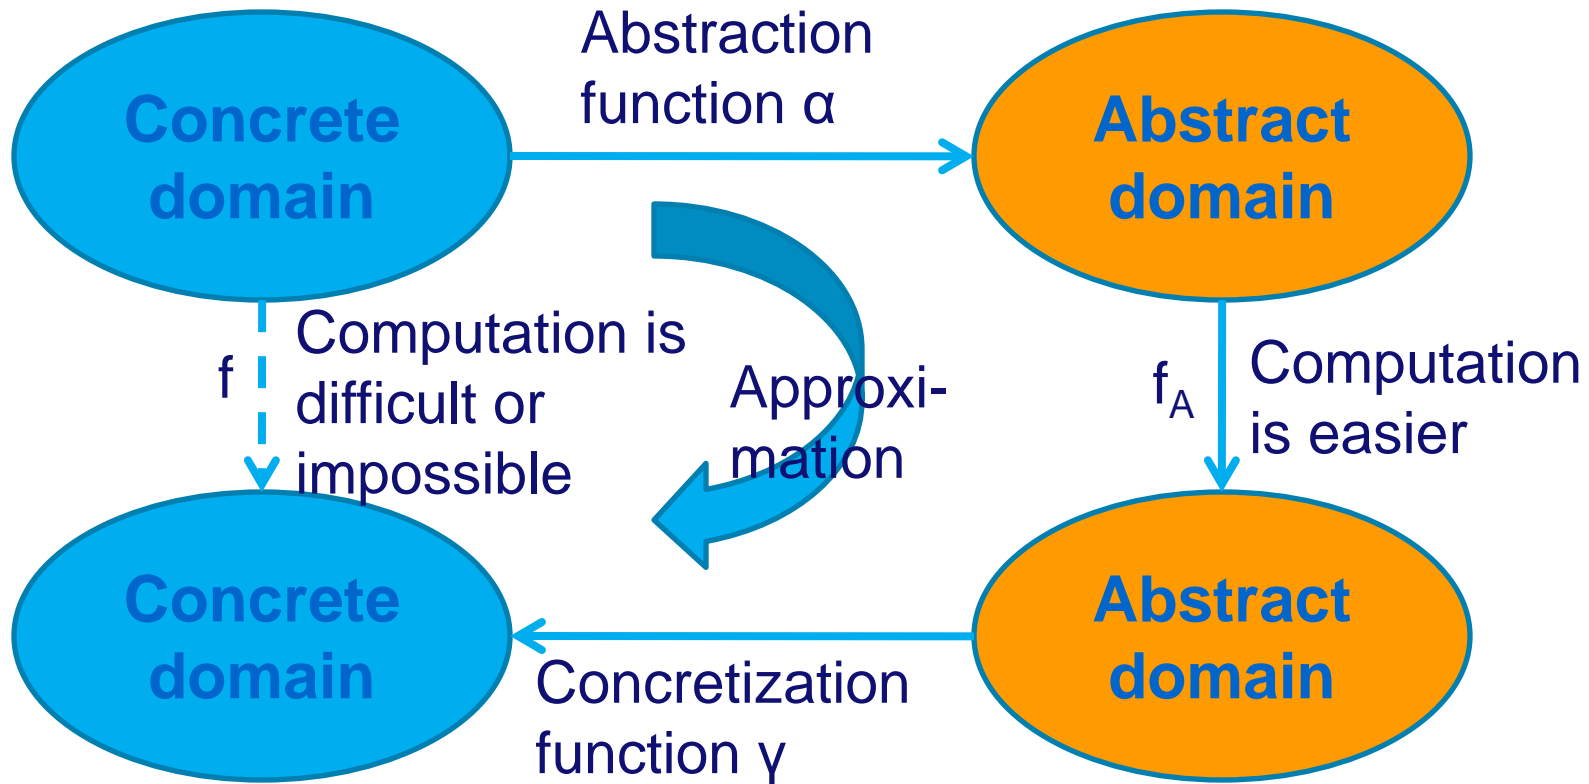 Abstraction
function α
Concrete
domain
Abstract
domain
f
Computation is
difficult or
impossible
Approxi-
mation
fA
Computation
is easier
Concrete
domain
Abstract
domain
Concretization
function γ